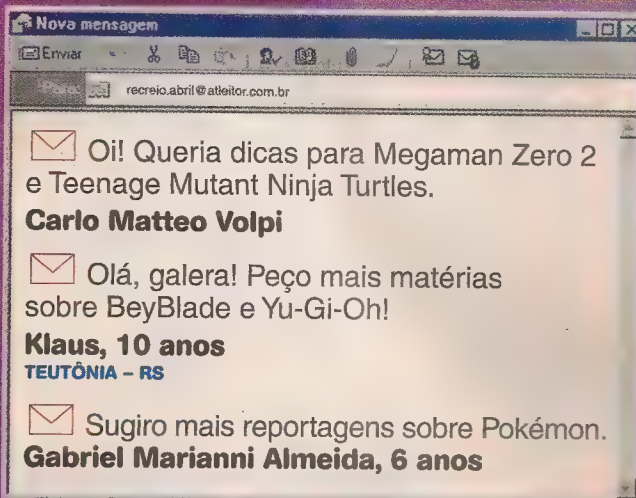 Nova mensagem
Enviar
recreio.abril@atleitor.com.br
Oi! Queria dicas para Megaman Zero 2
e Teenage Mutant Ninja Turtles.
Carlo Matteo Volpi
Olá, galera! Peço mais matérias
sobre BeyBlade e Yu-Gi-Oh!
Klaus, 10 anos
TEUTÔNIA – RS
Sugiro mais reportagens sobre Pokémon.
Gabriel Marianni Almeida, 6 anos